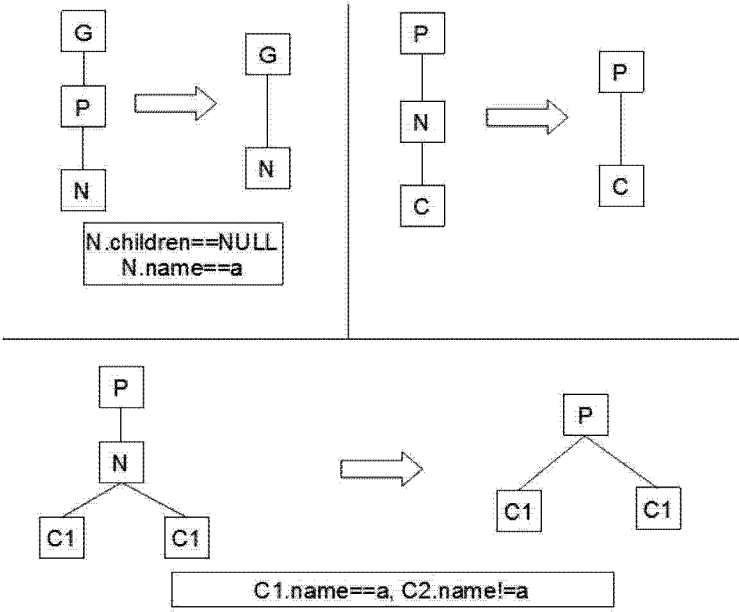 G
P
N
G
N
N.children==NULL
N.name==a
P
N
C
P
C
P
N
C1 C1
P
C1 C1
C1.name==a, C2.name!=a